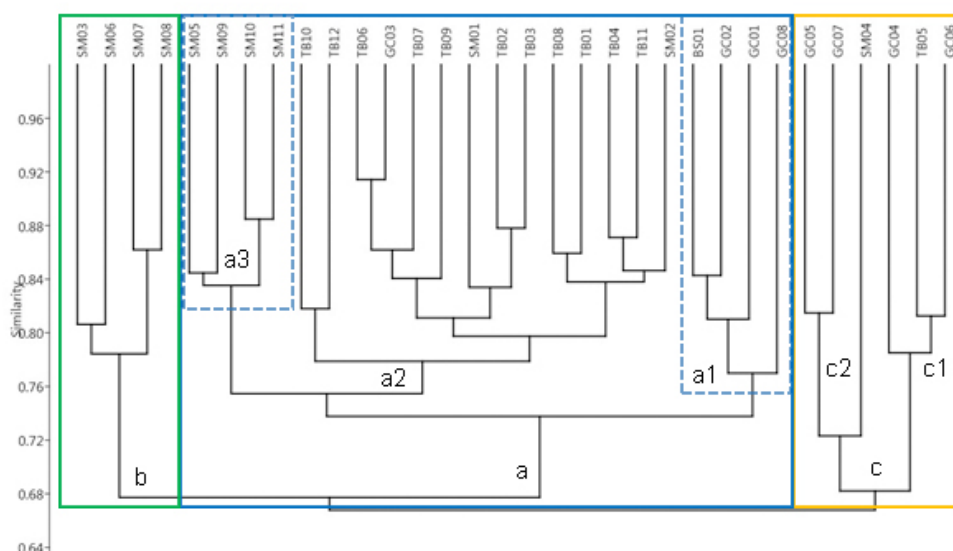 SM03 SM06 SM07 SM08 SM05 SM09 SM10 SM11 TB10 TB12 TB06 GC03 TB07 TB09 SM01 TB02 TB03 TB08 TB01 TB04 TB11 SM02 BS01 GC02 GC01 GC08 GC05 GC07 SM04 GC04 TB05 GC06
0.96
0.92
0.88
a3
0.84
Similarity
0.80
a2
a1
c2
c1
0.76
0.72
b
a
c
0.68
0.64